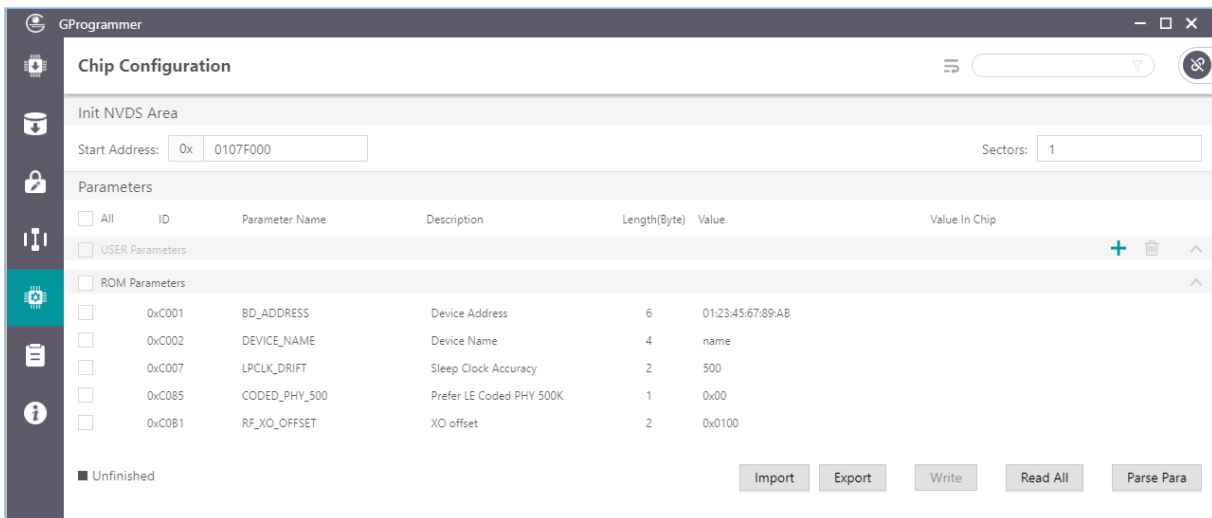 GProgrammer
Chip Configuration
Init NVDS Area
Start Address: 0x 0107F000 Sectors: 1
Parameters
All ID Parameter Name Description Length(Byte) Value Value In Chip
USER Parameters
ROM Parameters
0xC001 BD_ADDRESS Device Address 6 01:23:45:67:89:AB
0xC002 DEVICE_NAME Device Name 4 name
0xC007 LPCLK_DRIFT Sleep Clock Accuracy 2 500
0xC085 CODED_PHY_500 Prefer LE Coded PHY 500K 1 0x00
0xC0B1 RF_XO_OFFSET XO offset 2 0x0100
Unfinished Import Export Write Read All Parse Para